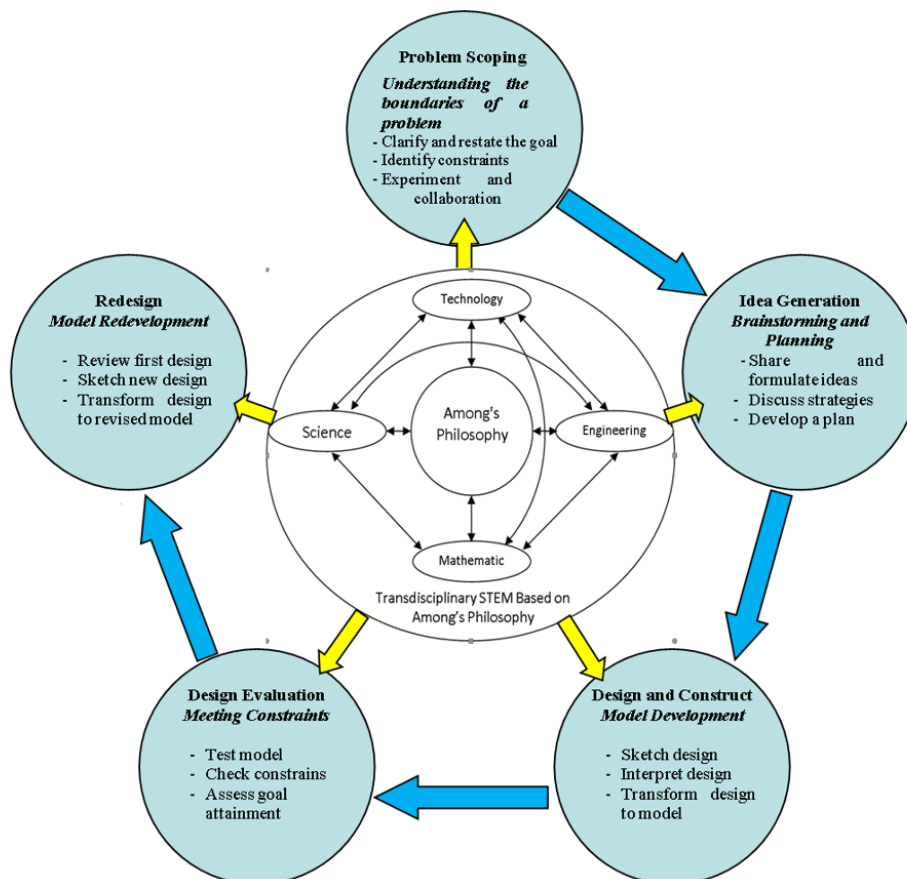 Problem Scoping
Understanding the
boundaries of a
problem
- Clarify and restate the goal
- Identify constraints
- Experiment and
collaboration
Idea Generation
Brainstorming and
Planning
- Share and
formulate ideas
- Discuss strategies
- Develop a plan
Design and Construct
Model Development
- Sketch design
- Interpret design
- Transform design
to model
Design Evaluation
Meeting Constraints
- Test model
- Check constrains
- Assess goal
attainment
Redesign
Model Redevelopment
- Review first design
- Sketch new design
- Transform design
to revised model
Technology
Science
Among's
Philosophy
Engineering
Mathematic
Transdisciplinary STEM Based on
Among's Philosophy